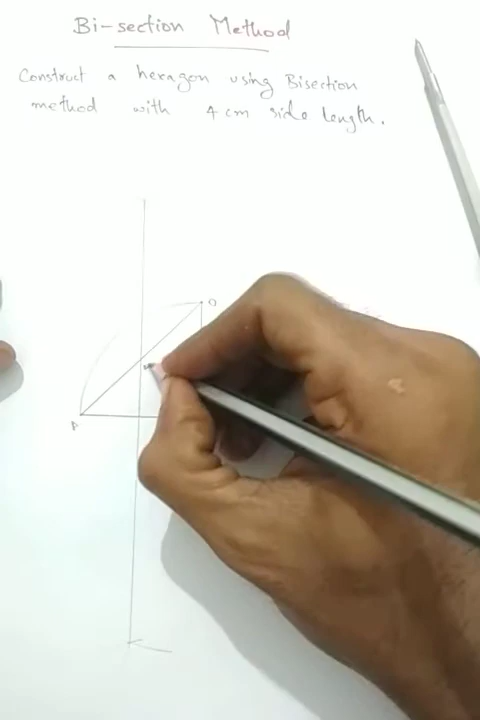 Bi-section Method
Construct a hexagon using Bisection
method with 4 cm side length.
O
P